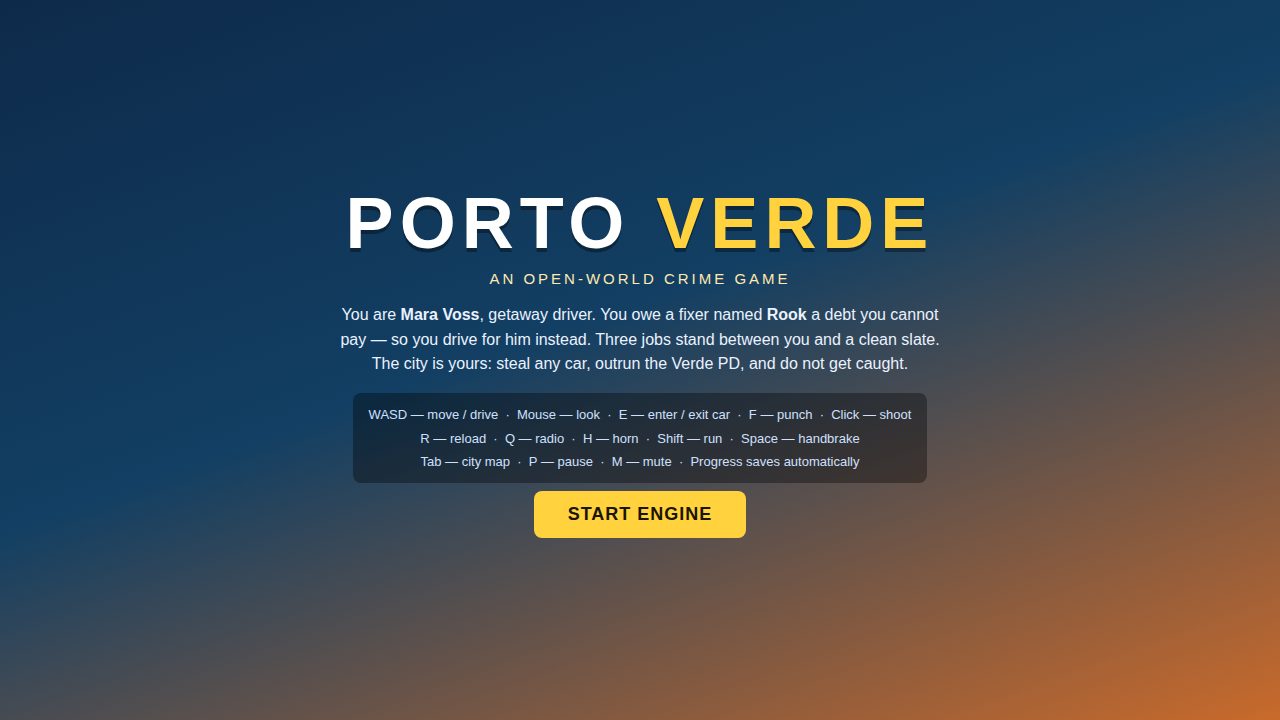 PORTO VERDE
AN OPEN-WORLD CRIME GAME
You are Mara Voss, getaway driver. You owe a fixer named Rook a debt you cannot
pay — so you drive for him instead. Three jobs stand between you and a clean slate.
The city is yours: steal any car, outrun the Verde PD, and do not get caught.
WASD — move / drive · Mouse — look · E — enter / exit car · F — punch · Click — shoot
R — reload · Q — radio · H — horn · Shift — run · Space — handbrake
Tab — city map · P — pause · M — mute · Progress saves automatically
START ENGINE